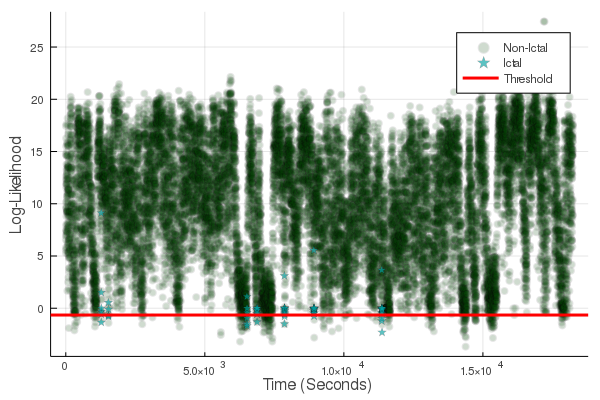 Non-Ictal
Ictal
Threshold
25
20
15
10
5
0
Log-Likelihood
0
5.0×10³
1.0×10⁴
1.5×10⁴
Time (Seconds)